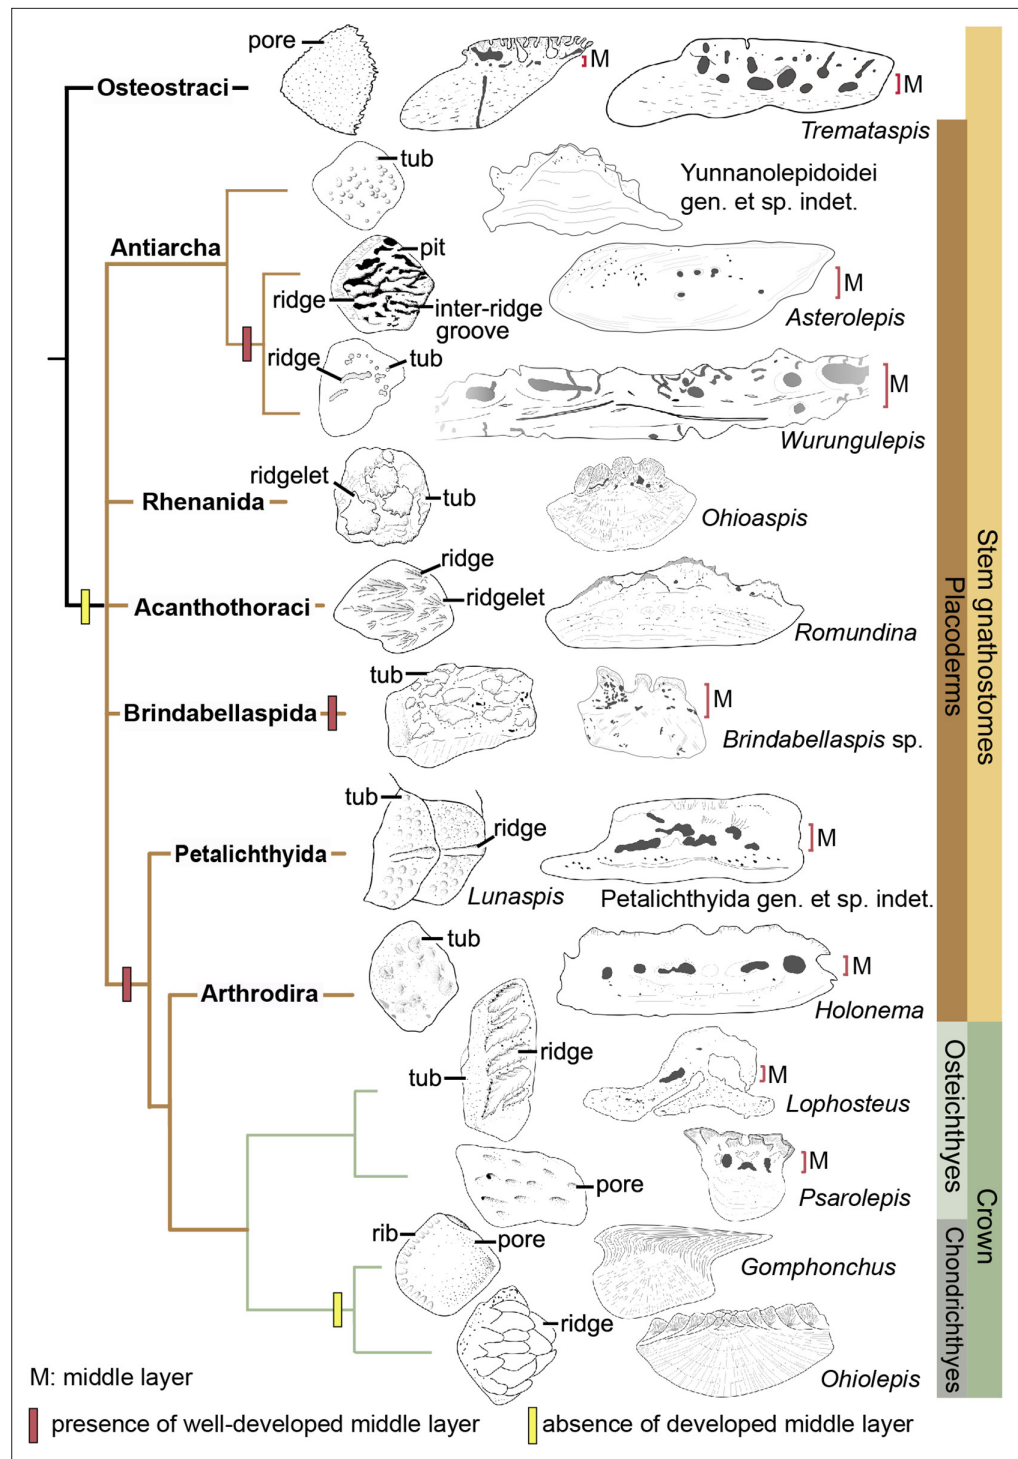 pore
M
M
Osteostraci
Tremataspis
tub
Yunnanolepidoidei
gen. et sp. indet.
Antiarcha
pit
ridge
inter-ridge
groove
M
Asterolepis
ridge
tub
M
Wurungulepis
ridgelet
Rhenanida
tub
Ohioaspis
ridge
Acanthothoraci
ridgelet
Romundina
tub
M
Brindabellaspida
Brindabellaspis sp.
tub
ridge
M
Petalichthyida
Lunaspis
Petalichthyida gen. et sp. indet.
tub
M
Arthrodira
Holonema
ridge
tub
M
Lophosteus
M
pore
Psarolepis
rib
pore
Gomphonchus
ridge
Ohiolepis
Placoderms
Stem gnathostomes
Osteichthyes
Chondrichthyes
Crown
M: middle layer
presence of well-developed middle layer
absence of developed middle layer